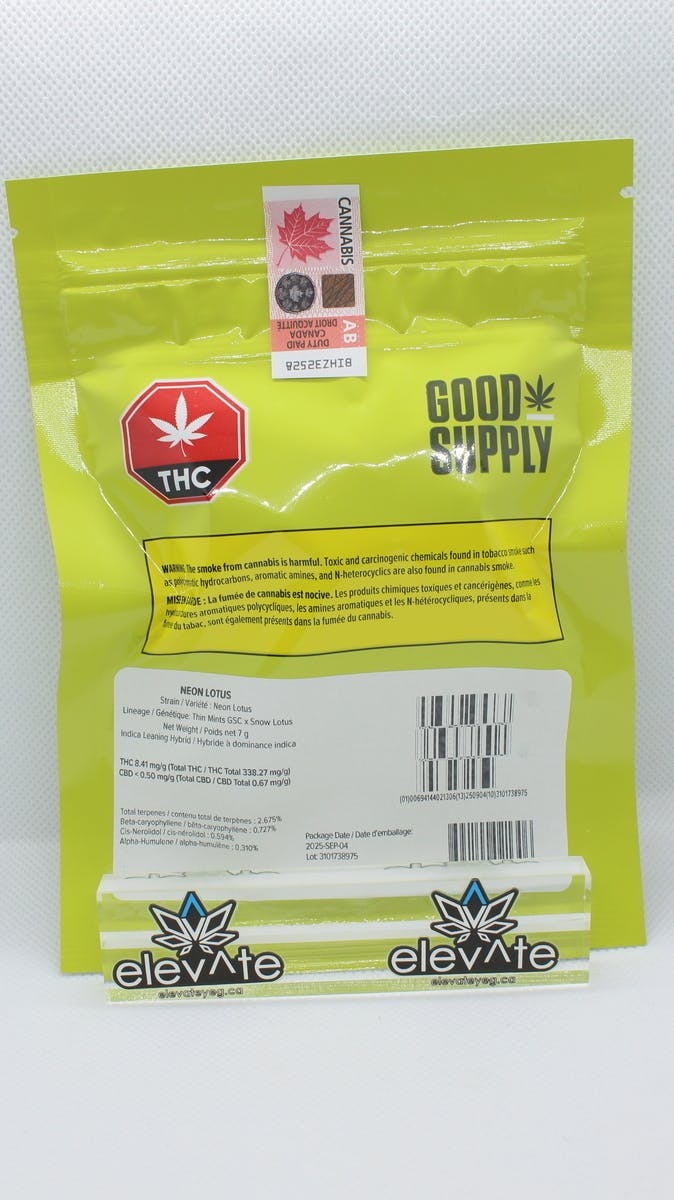 CANNABIS
AB
DUTY PAID
CANADA
DROIT ACQUITTÉ
BIHZ32528
THC
GOOD
SUPPLY
WARNING: The smoke from cannabis is harmful. Toxic and carcinogenic chemicals found in tobacco smoke such
as polyaromatic hydrocarbons, aromatic amines, and N-heterocyclics are also found in cannabis smoke.
MISE EN GARDE : La fumée de cannabis est nocive. Les produits chimiques toxiques et cancérigènes, comme les
hydrocarbures aromatiques polycycliques, les amines aromatiques et les N-hétérocycliques, présents dans la
fumée du tabac, sont également présents dans la fumée du cannabis.
NEON LOTUS
Strain / Variété : Neon Lotus
Lineage / Génétique: Thin Mints GSC x Snow Lotus
Net Weight / Poids net 7 g
Indica Leaning Hybrid / Hybride à dominance indica
THC 8.41 mg/g (Total THC / THC Total 338.27 mg/g)
CBD < 0.50 mg/g (Total CBD / CBD Total 0.67 mg/g)
Total terpenes / contenu total de terpènes : 2.675%
Beta-caryophyllene / bêta-caryophyllène : 0.727%
Cis-Nerolidol / cis-nérolidol : 0.594%
Alpha-Humulene / alpha-humulène : 0.310%
(01)00694144021306(13)250904(10)3101738975
Package Date / Date d'emballage:
2025-SEP-04
Lot: 3101738975
elevʌte
elevateyeg.ca
elevʌte
elevateyeg.ca